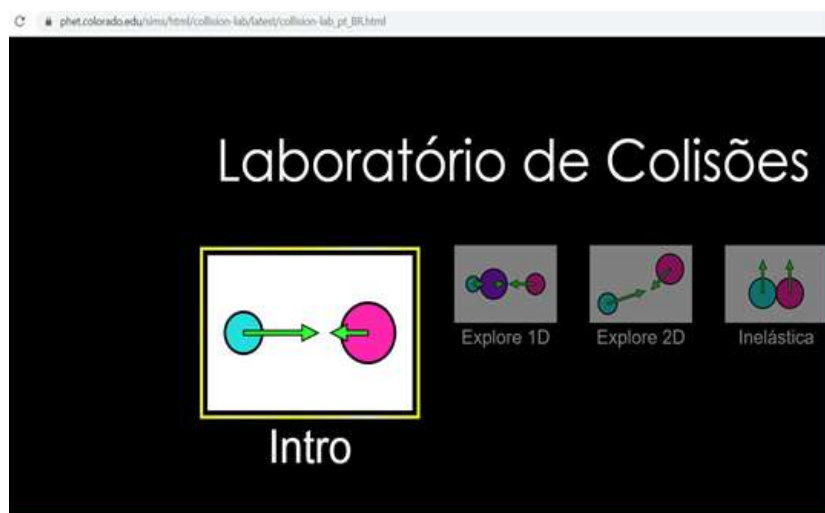 phet.colorado.edu/sims/html/collision-lab/latest/collision-lab_pt_BR.html
Laboratório de Colisões
Explore 1D
Explore 2D
Inelástica
Intro